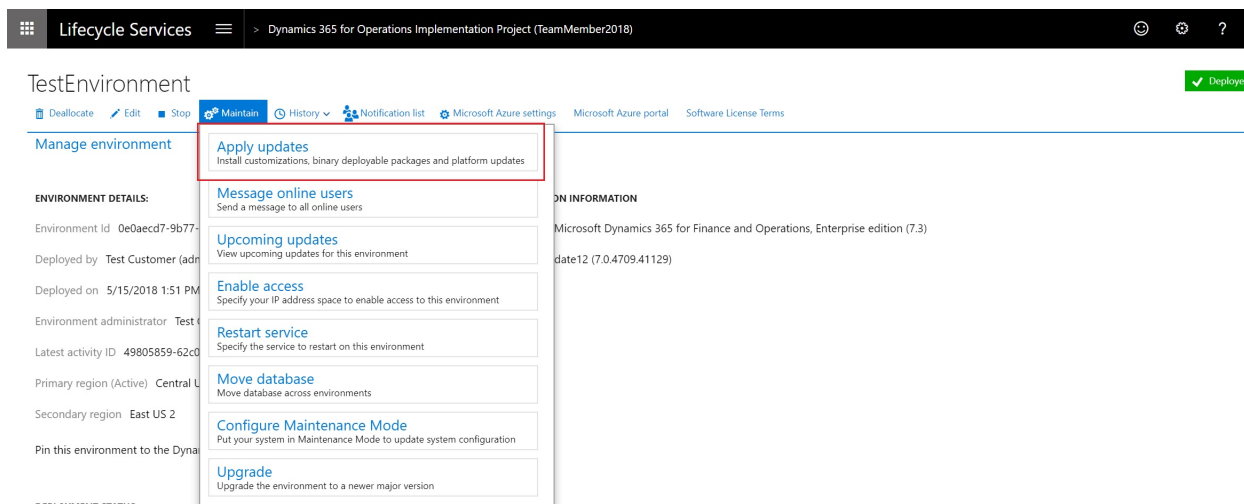 Lifecycle Services > Dynamics 365 for Operations Implementation Project (TeamMember2018) ?
TestEnvironment
Deploye
Deallocate Edit Stop Maintain History Notification list Microsoft Azure settings Microsoft Azure portal Software License Terms
Manage environment
Apply updates
Install customizations, binary deployable packages and platform updates
Message online users
Send a message to all online users
Upcoming updates
View upcoming updates for this environment
Enable access
Specify your IP address space to enable access to this environment
Restart service
Specify the service to restart on this environment
Move database
Move database across environments
Configure Maintenance Mode
Put your system in Maintenance Mode to update system configuration
Upgrade
Upgrade the environment to a newer major version
ENVIRONMENT DETAILS:
Environment Id 0e0aecd7-9b77-
Deployed by Test Customer (adm
Deployed on 5/15/2018 1:51 PM
Environment administrator Test
Latest activity ID 49805859-62c0
Primary region (Active) Central U
Secondary region East US 2
Pin this environment to the Dyna
ON INFORMATION
Microsoft Dynamics 365 for Finance and Operations, Enterprise edition (7.3)
date12 (7.0.4709.41129)